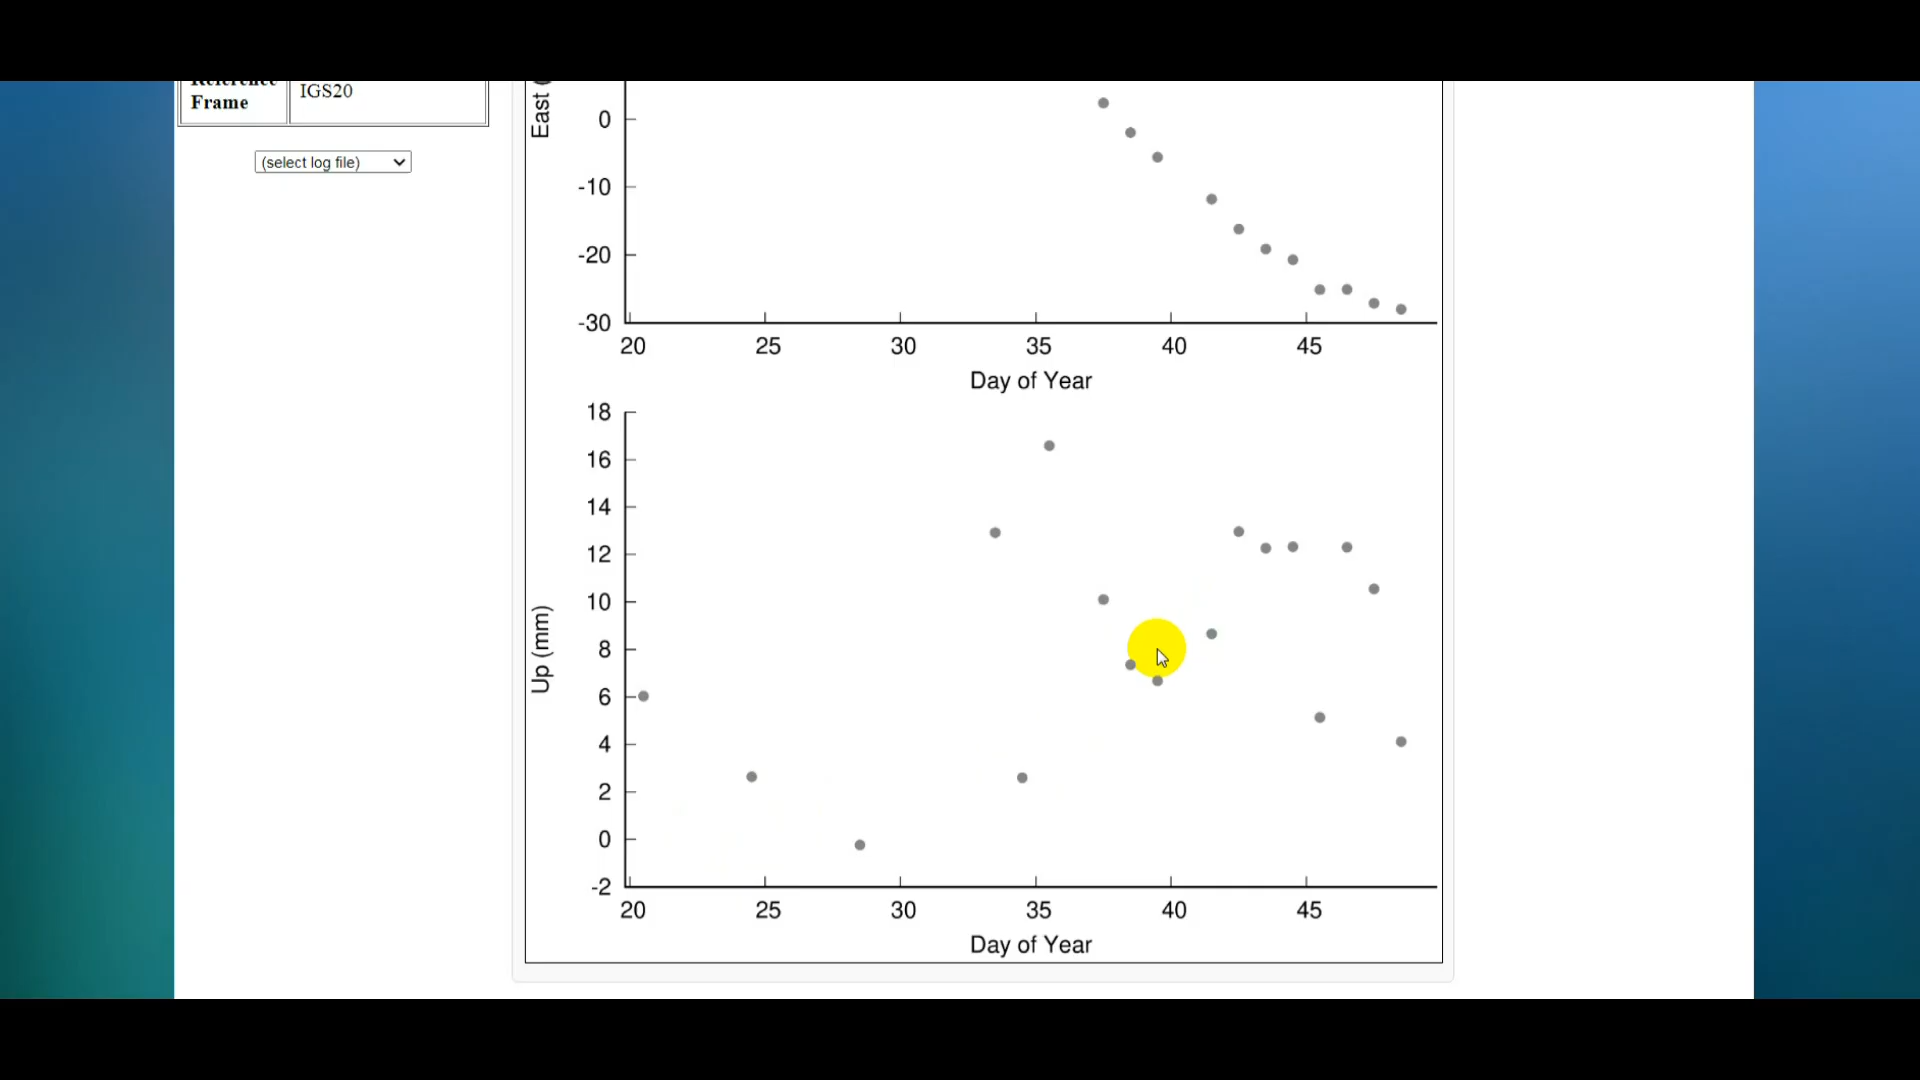 Reference
Frame
IGS20
(select log file)
East (
0
-10
-20
-30
20 25 30 35 40 45
Day of Year
18
16
14
12
10
8
6
4
2
0
-2
Up (mm)
20 25 30 35 40 45
Day of Year